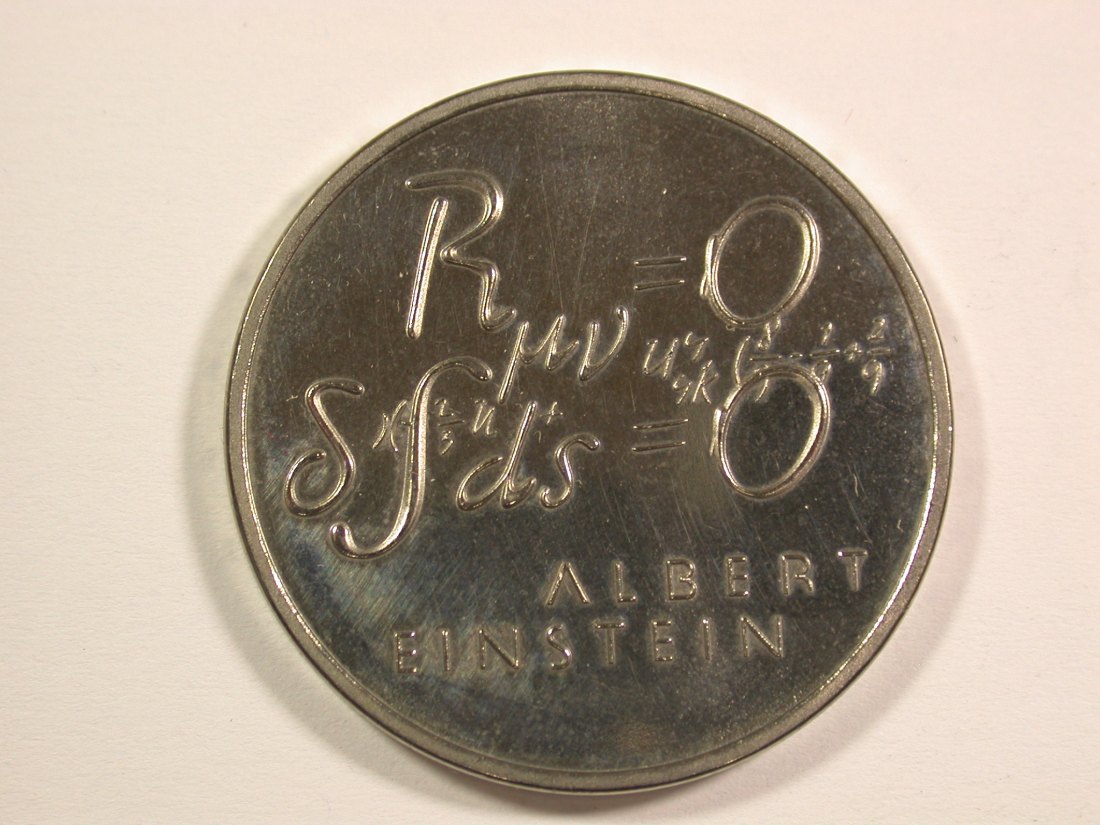 Rμν = 0
δ∫ds = 0
ALBERT
EINSTEIN